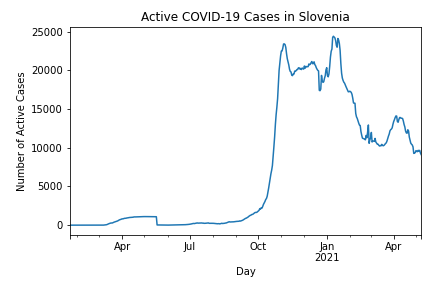 Active COVID-19 Cases in Slovenia
Number of Active Cases
25000
20000
15000
10000
5000
0
Apr
Jul
Oct
Jan
2021
Apr
Day